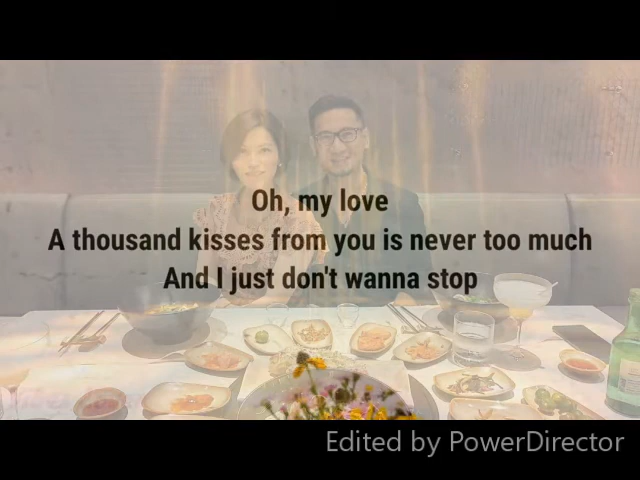 Oh, my love
A thousand kisses from you is never too much
And I just don't wanna stop
Edited by PowerDirector